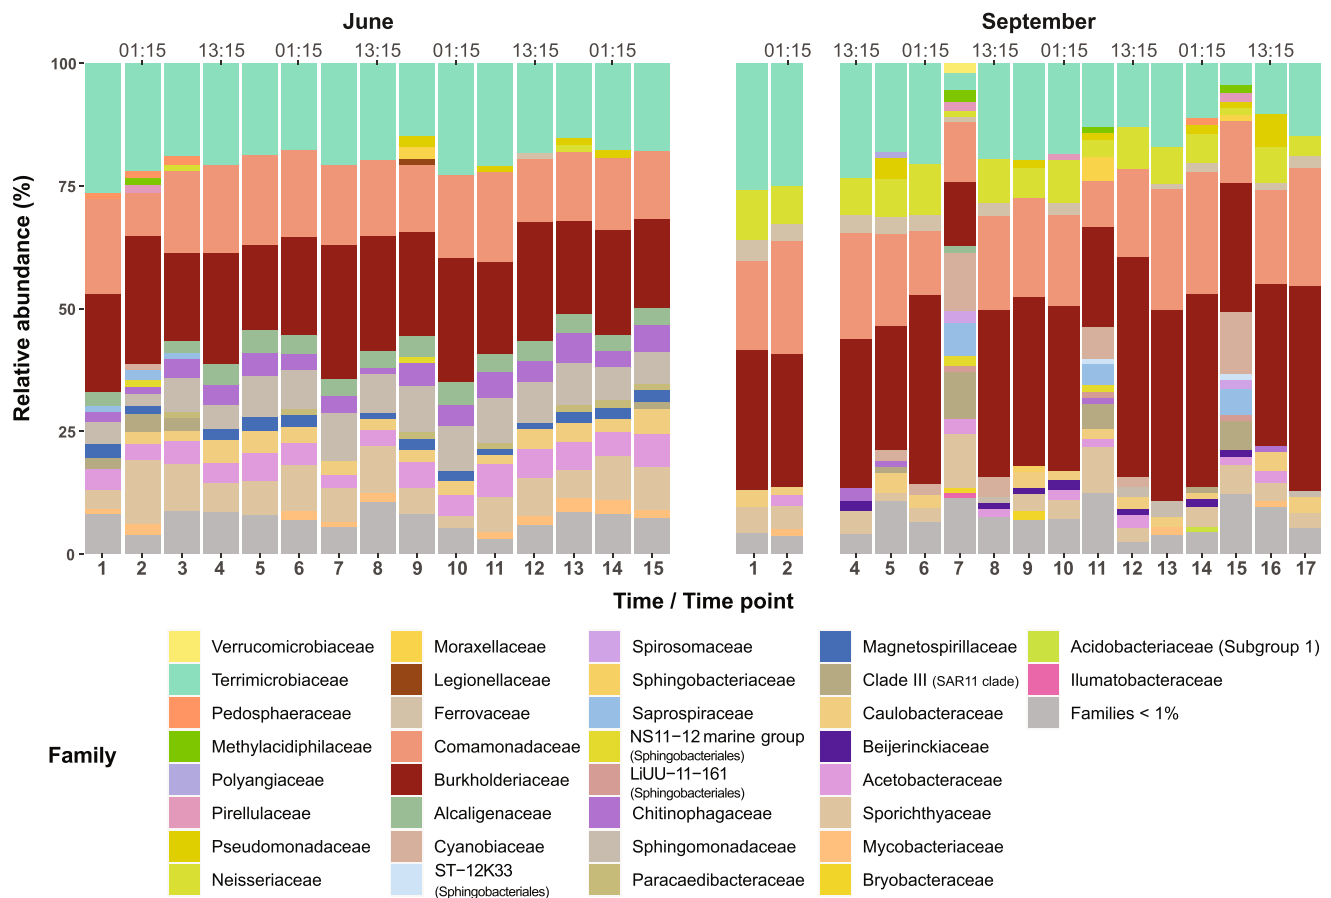 June September
01:15 13:15 01:15 13:15 01:15 13:15 01:15 01:15 13:15 01:15 13:15 01:15 13:15 01:15 13:15
Relative abundance (%)
100
75
50
25
0
1 2 3 4 5 6 7 8 9 10 11 12 13 14 15 1 2 4 5 6 7 8 9 10 11 12 13 14 15 16 17
Time / Time point
Family
Verrucomicrobiaceae
Terrimicrobiaceae
Pedosphaeraceae
Methylacidiphilaceae
Polyangiaceae
Pirellulaceae
Pseudomonadaceae
Neisseriaceae
Moraxellaceae
Legionellaceae
Ferrovaceae
Comamonadaceae
Burkholderiaceae
Alcaligenaceae
Cyanobiaceae
ST−12K33
(Sphingobacteriales)
Spirosomaceae
Sphingobacteriaceae
Saprospiraceae
NS11−12 marine group
(Sphingobacteriales)
LiUU−11−161
(Sphingobacteriales)
Chitinophagaceae
Sphingomonadaceae
Paracaedibacteraceae
Magnetospirillaceae
Clade III (SAR11 clade)
Caulobacteraceae
Beijerinckiaceae
Acetobacteraceae
Sporichthyaceae
Mycobacteriaceae
Bryobacteraceae
Acidobacteriaceae (Subgroup 1)
Ilumatobacteraceae
Families < 1%